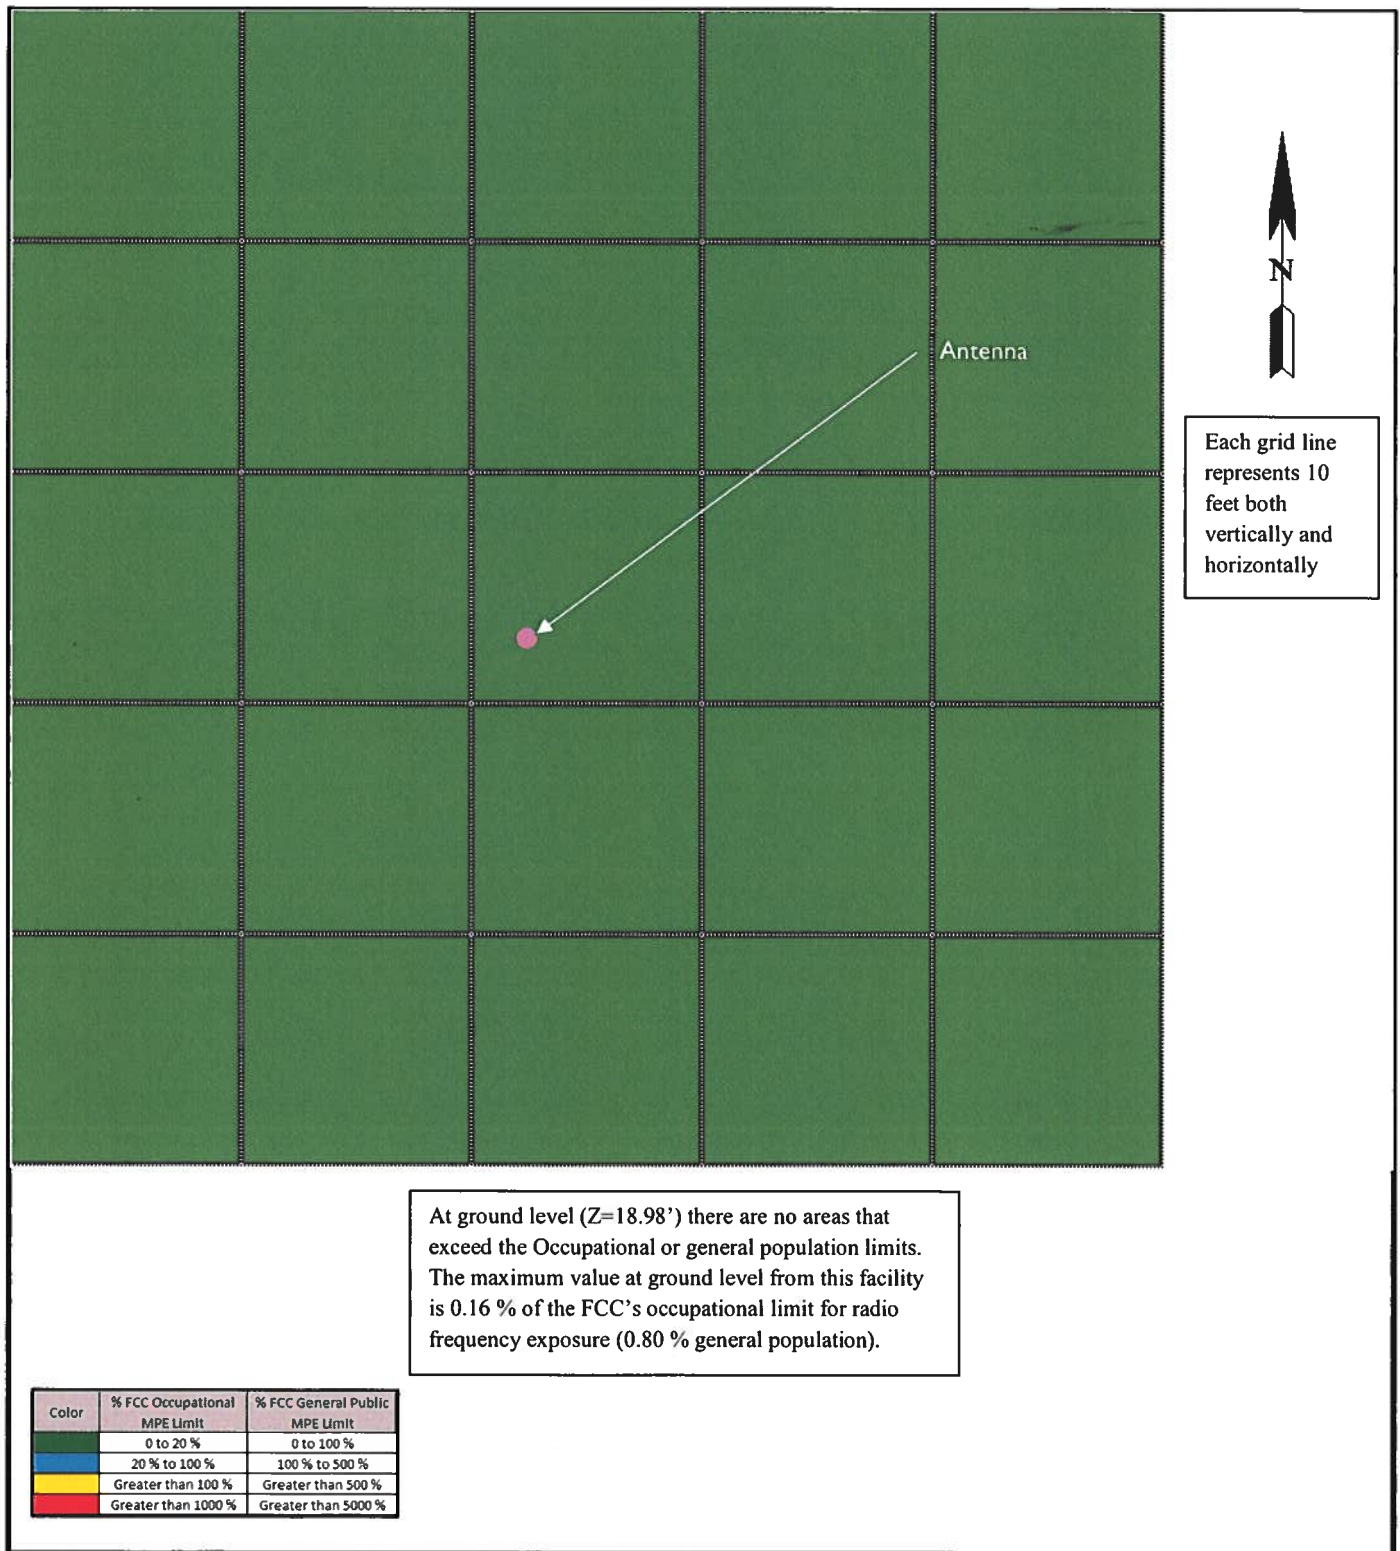 N
Antenna
Each grid line
represents 10
feet both
vertically and
horizontally
At ground level (Z=18.98’) there are no areas that
exceed the Occupational or general population limits.
The maximum value at ground level from this facility
is 0.16 % of the FCC’s occupational limit for radio
frequency exposure (0.80 % general population).
Color % FCC Occupational MPE Limit % FCC General Public MPE Limit
0 to 20 % 0 to 100 %
20 % to 100 % 100 % to 500 %
Greater than 100 % Greater than 500 %
Greater than 1000 % Greater than 5000 %